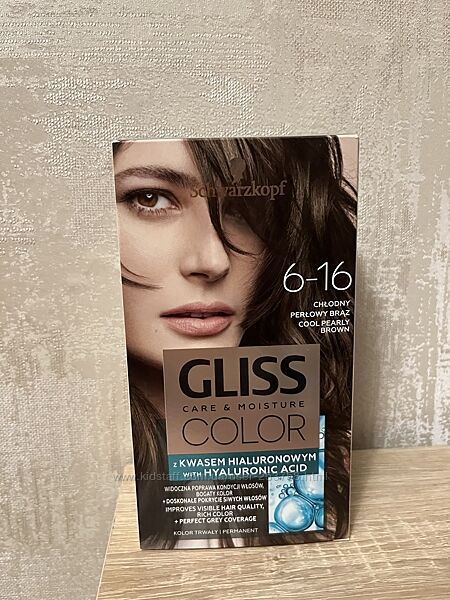 Schwarzkopf
6-16
CHŁODNY
PERŁOWY BRĄZ
COOL PEARLY
BROWN
GLISS
CARE & MOISTURE
COLOR
z KWASEM HIALURONOWYM
WITH HYALURONIC ACID
WIDOCZNA POPRAWA KONDYCJI WŁOSÓW,
BOGATY KOLOR
+ DOSKONAŁE POKRYCIE SIWYCH WŁOSÓW
IMPROVES VISIBLE HAIR QUALITY,
RICH COLOR
+ PERFECT GREY COVERAGE
KOLOR TRWAŁY | PERMANENT